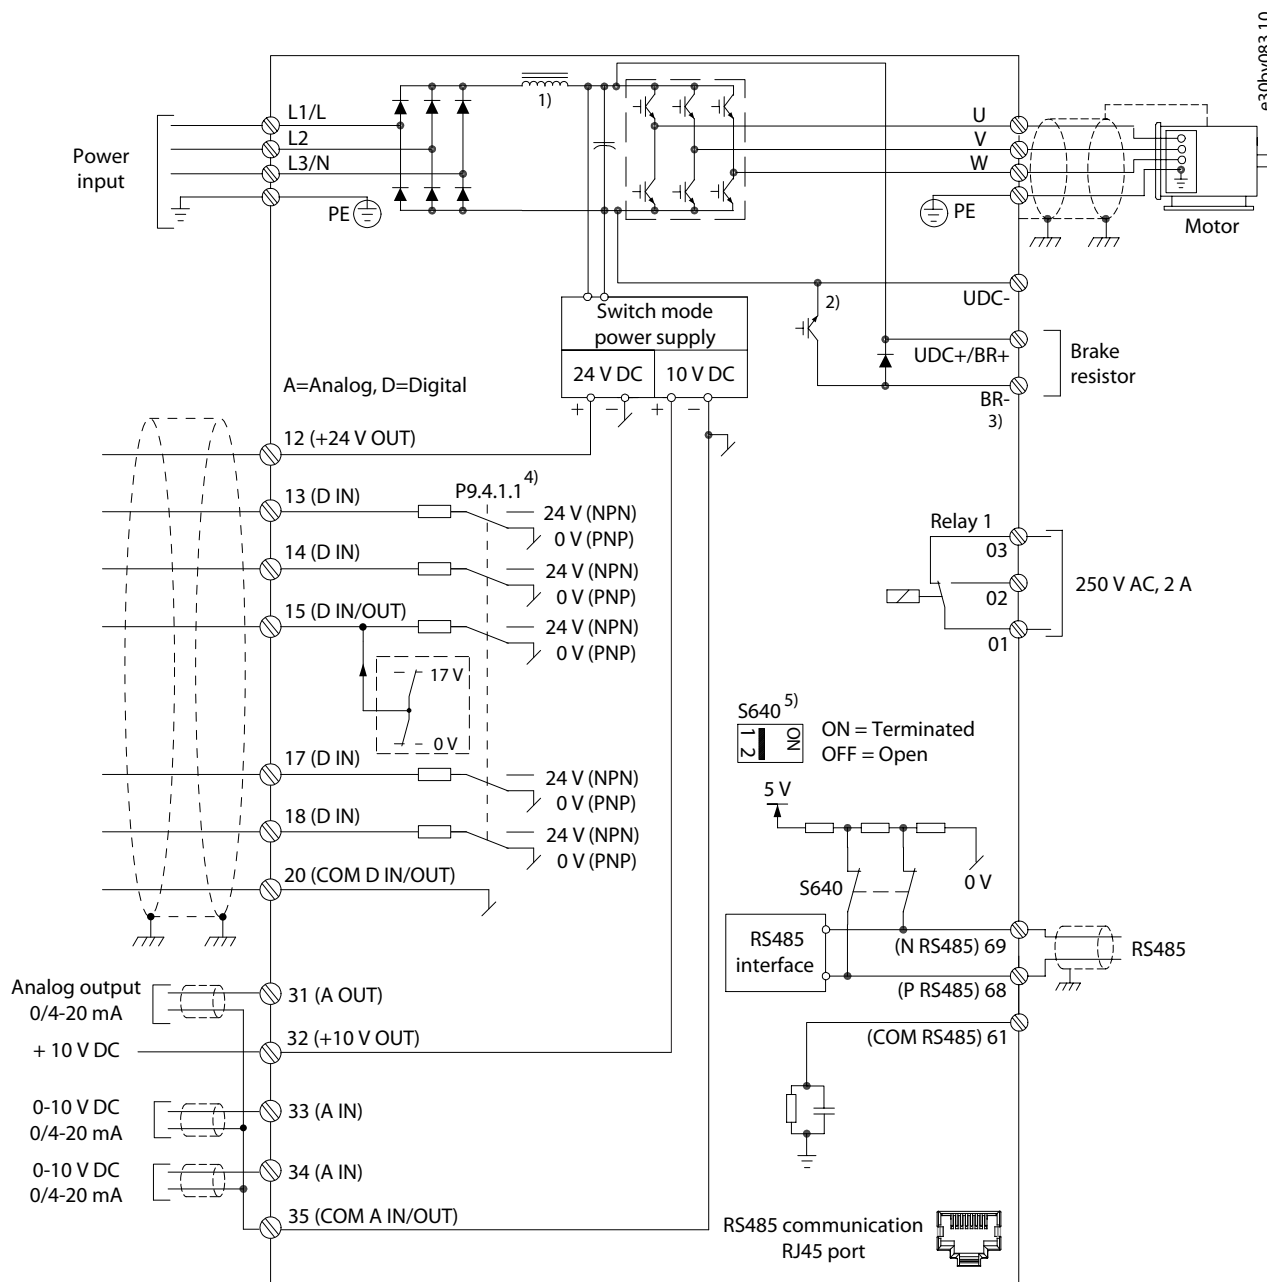 e30bv083.10
L1/L
L2
L3/N
Power
input
PE
1)
U
V
W
PE
Motor
UDC-
2)
Switch mode
power supply
24 V DC
10 V DC
+
−
+
−
UDC+/BR+
BR-
3)
Brake
resistor
A=Analog, D=Digital
12 (+24 V OUT)
P9.4.1.1 4)
13 (D IN)
24 V (NPN)
0 V (PNP)
14 (D IN)
24 V (NPN)
0 V (PNP)
15 (D IN/OUT)
24 V (NPN)
0 V (PNP)
17 V
0 V
17 (D IN)
24 V (NPN)
0 V (PNP)
18 (D IN)
24 V (NPN)
0 V (PNP)
20 (COM D IN/OUT)
Relay 1
03
02
01
250 V AC, 2 A
S640 5)
1 2
ON
ON = Terminated
OFF = Open
5 V
0 V
S640
RS485
interface
(N RS485) 69
(P RS485) 68
RS485
(COM RS485) 61
Analog output
0/4-20 mA
31 (A OUT)
+ 10 V DC
32 (+10 V OUT)
0-10 V DC
0/4-20 mA
33 (A IN)
0-10 V DC
0/4-20 mA
34 (A IN)
35 (COM A IN/OUT)
RS485 communication
RJ45 port